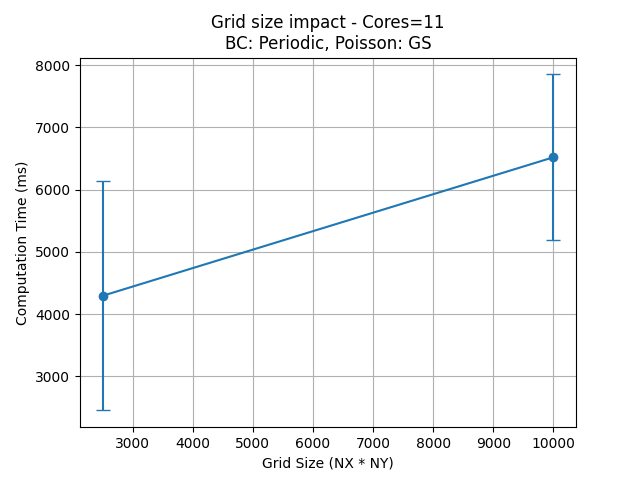 Grid size impact - Cores=11
BC: Periodic, Poisson: GS
8000
7000
6000
5000
4000
3000
Computation Time (ms)
3000 4000 5000 6000 7000 8000 9000 10000
Grid Size (NX * NY)